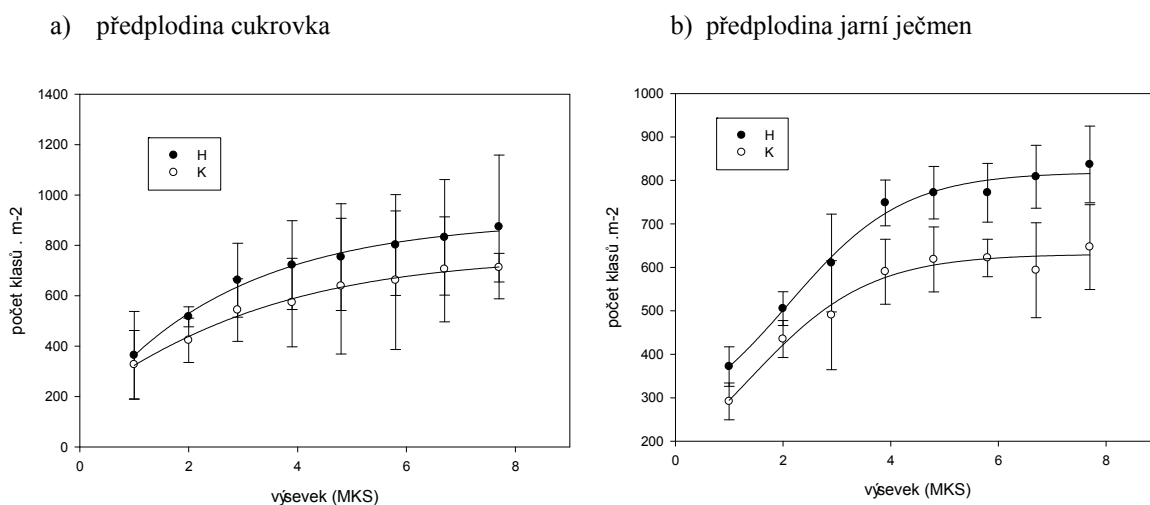 a) předplodina cukrovka
b) předplodina jarní ječmen
1400
1200
1000
800
600
400
200
0
počet klasů . m-2
H
K
0 2 4 6 8
výsevek (MKS)
1000
900
800
700
600
500
400
300
200
počet klasů .m-2
H
K
0 2 4 6 8
výsevek (MKS)